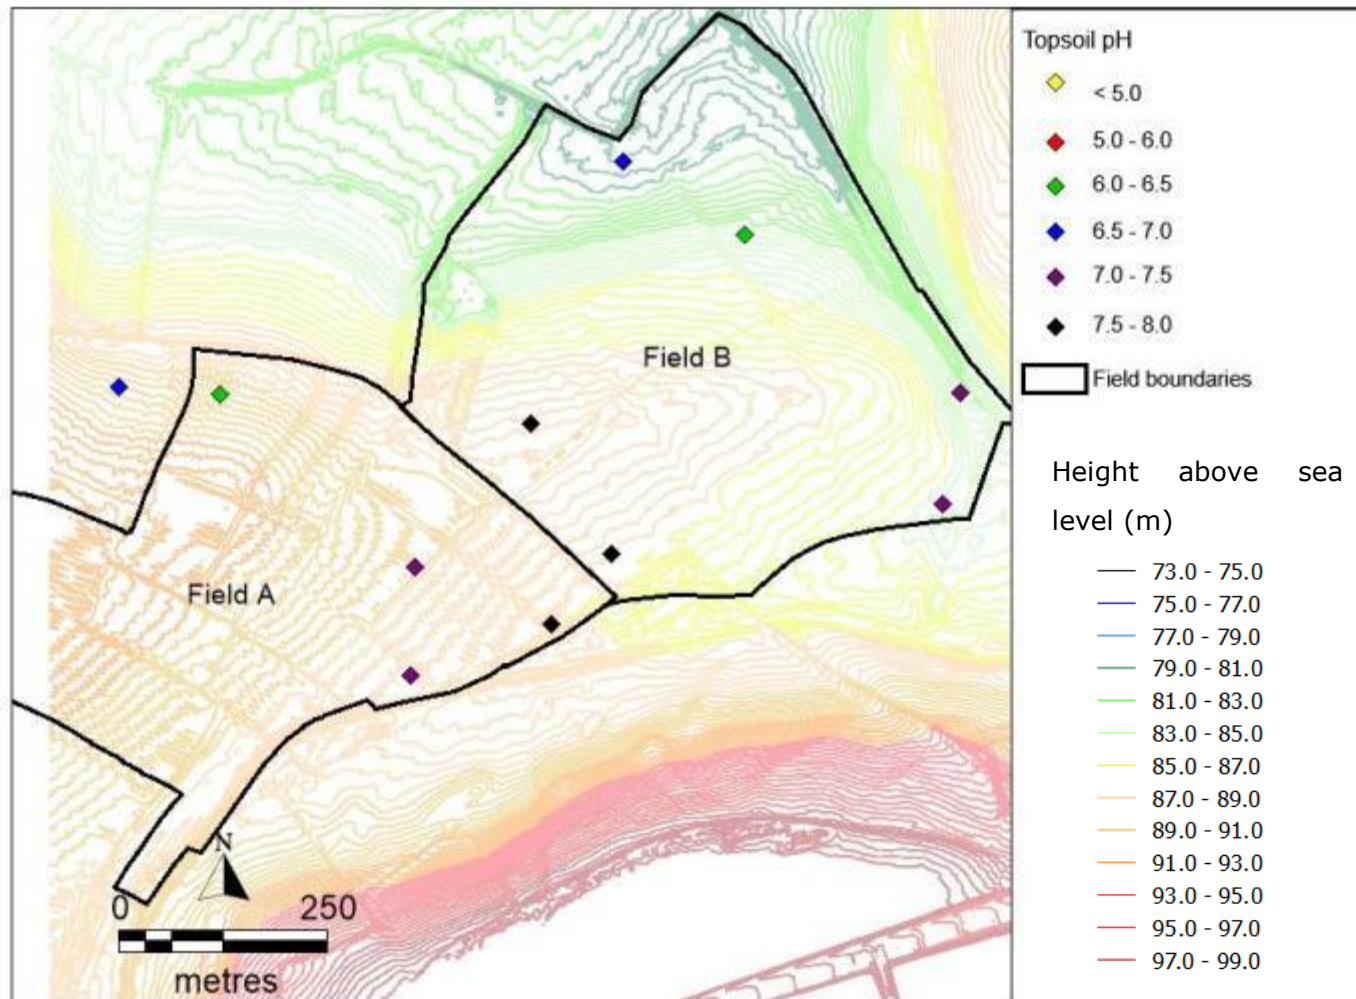 Field B
Field A
N
0 250
metres
Topsoil pH
< 5.0
5.0 - 6.0
6.0 - 6.5
6.5 - 7.0
7.0 - 7.5
7.5 - 8.0
Field boundaries
Height above sea
level (m)
73.0 - 75.0
75.0 - 77.0
77.0 - 79.0
79.0 - 81.0
81.0 - 83.0
83.0 - 85.0
85.0 - 87.0
87.0 - 89.0
89.0 - 91.0
91.0 - 93.0
93.0 - 95.0
95.0 - 97.0
97.0 - 99.0